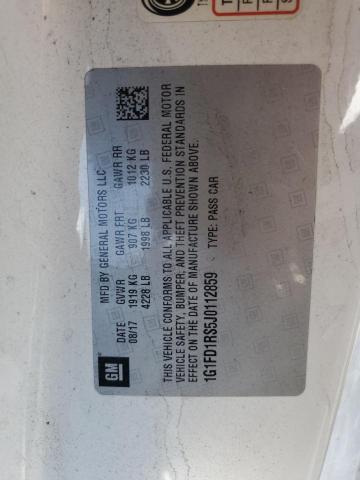 GM
MFD BY GENERAL MOTORS LLC
DATE GVWR GAWR FRT GAWR RR
08/17 1919 KG 907 KG 1012 KG
4228 LB 1998 LB 2230 LB
THIS VEHICLE CONFORMS TO ALL APPLICABLE U.S. FEDERAL MOTOR
VEHICLE SAFETY, BUMPER, AND THEFT PREVENTION STANDARDS IN
EFFECT ON THE DATE OF MANUFACTURE SHOWN ABOVE.
1G1FD1RS5J0112859 TYPE: PASS CAR